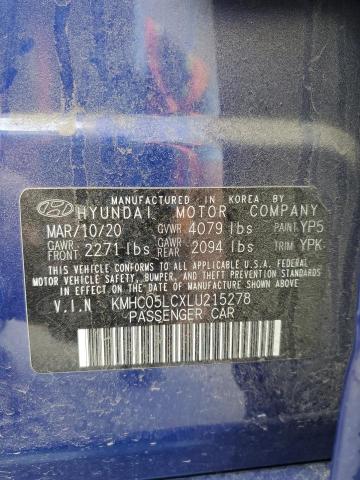 MANUFACTURED IN KOREA BY
HYUNDAI MOTOR COMPANY
MAR/10/20 GVWR 4079 lbs PAINT YP5
GAWR FRONT 2271 lbs GAWR REAR 2094 lbs TRIM YPK
THIS VEHICLE CONFORMS TO ALL APPLICABLE U.S.A. FEDERAL
MOTOR VEHICLE SAFETY, BUMPER, AND THEFT PREVENTION
STANDARDS IN EFFECT ON THE DATE OF MANUFACTURE SHOWN ABOVE.
V.I.N KMHC05LCXLU215278
PASSENGER CAR